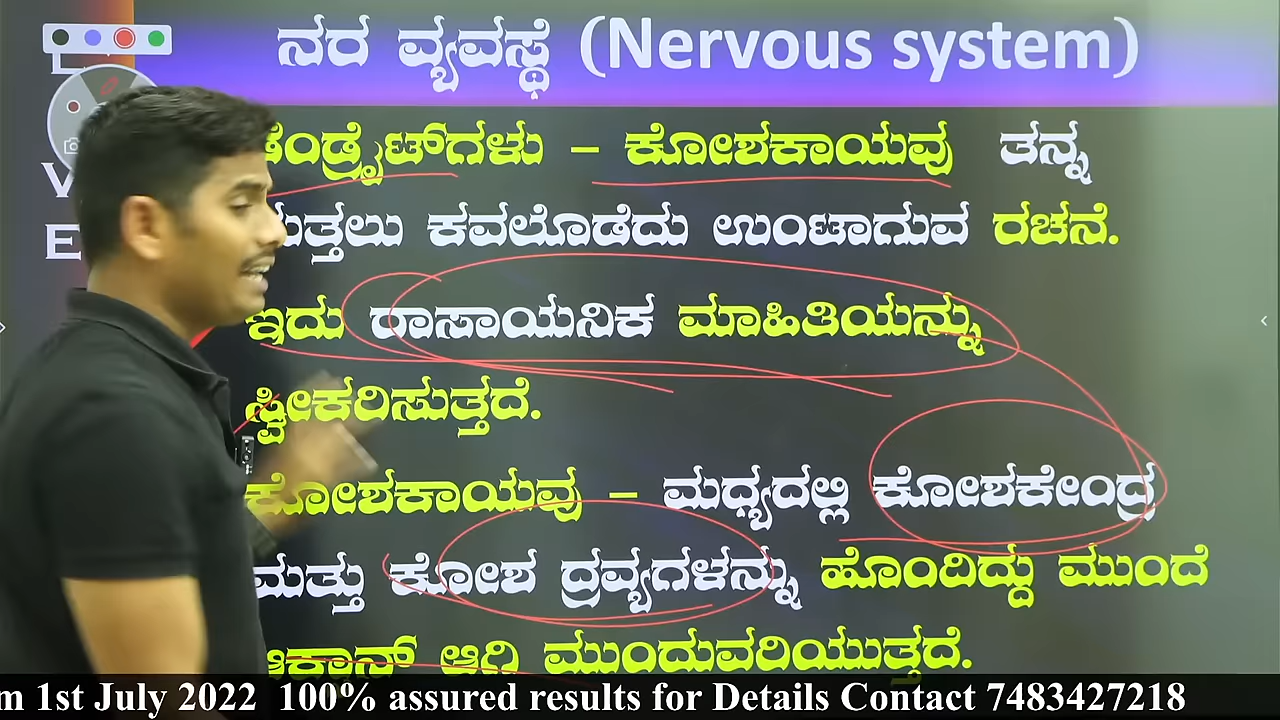 ನರ ವ್ಯವಸ್ಥೆ (Nervous system)
ಡೆಂಡ್ರೈಟ್‌ಗಳು – ಕೋಶಕಾಯವು ತನ್ನ
ಸುತ್ತಲು ಕವಲೊಡೆದು ಉಂಟಾಗುವ ರಚನೆ.
ಇದು ರಾಸಾಯನಿಕ ಮಾಹಿತಿಯನ್ನು
ಸ್ವೀಕರಿಸುತ್ತದೆ.
ಕೋಶಕಾಯವು – ಮಧ್ಯದಲ್ಲಿ ಕೋಶಕೇಂದ್ರ
ಮತ್ತು ಕೋಶ ದ್ರವ್ಯಗಳನ್ನು ಹೊಂದಿದ್ದು ಮುಂದೆ
ಆಕ್ಸಾನ್ ಆಗಿ ಮುಂದುವರಿಯುತ್ತದೆ.
1st July 2022 100% assured results for Details Contact 7483427218